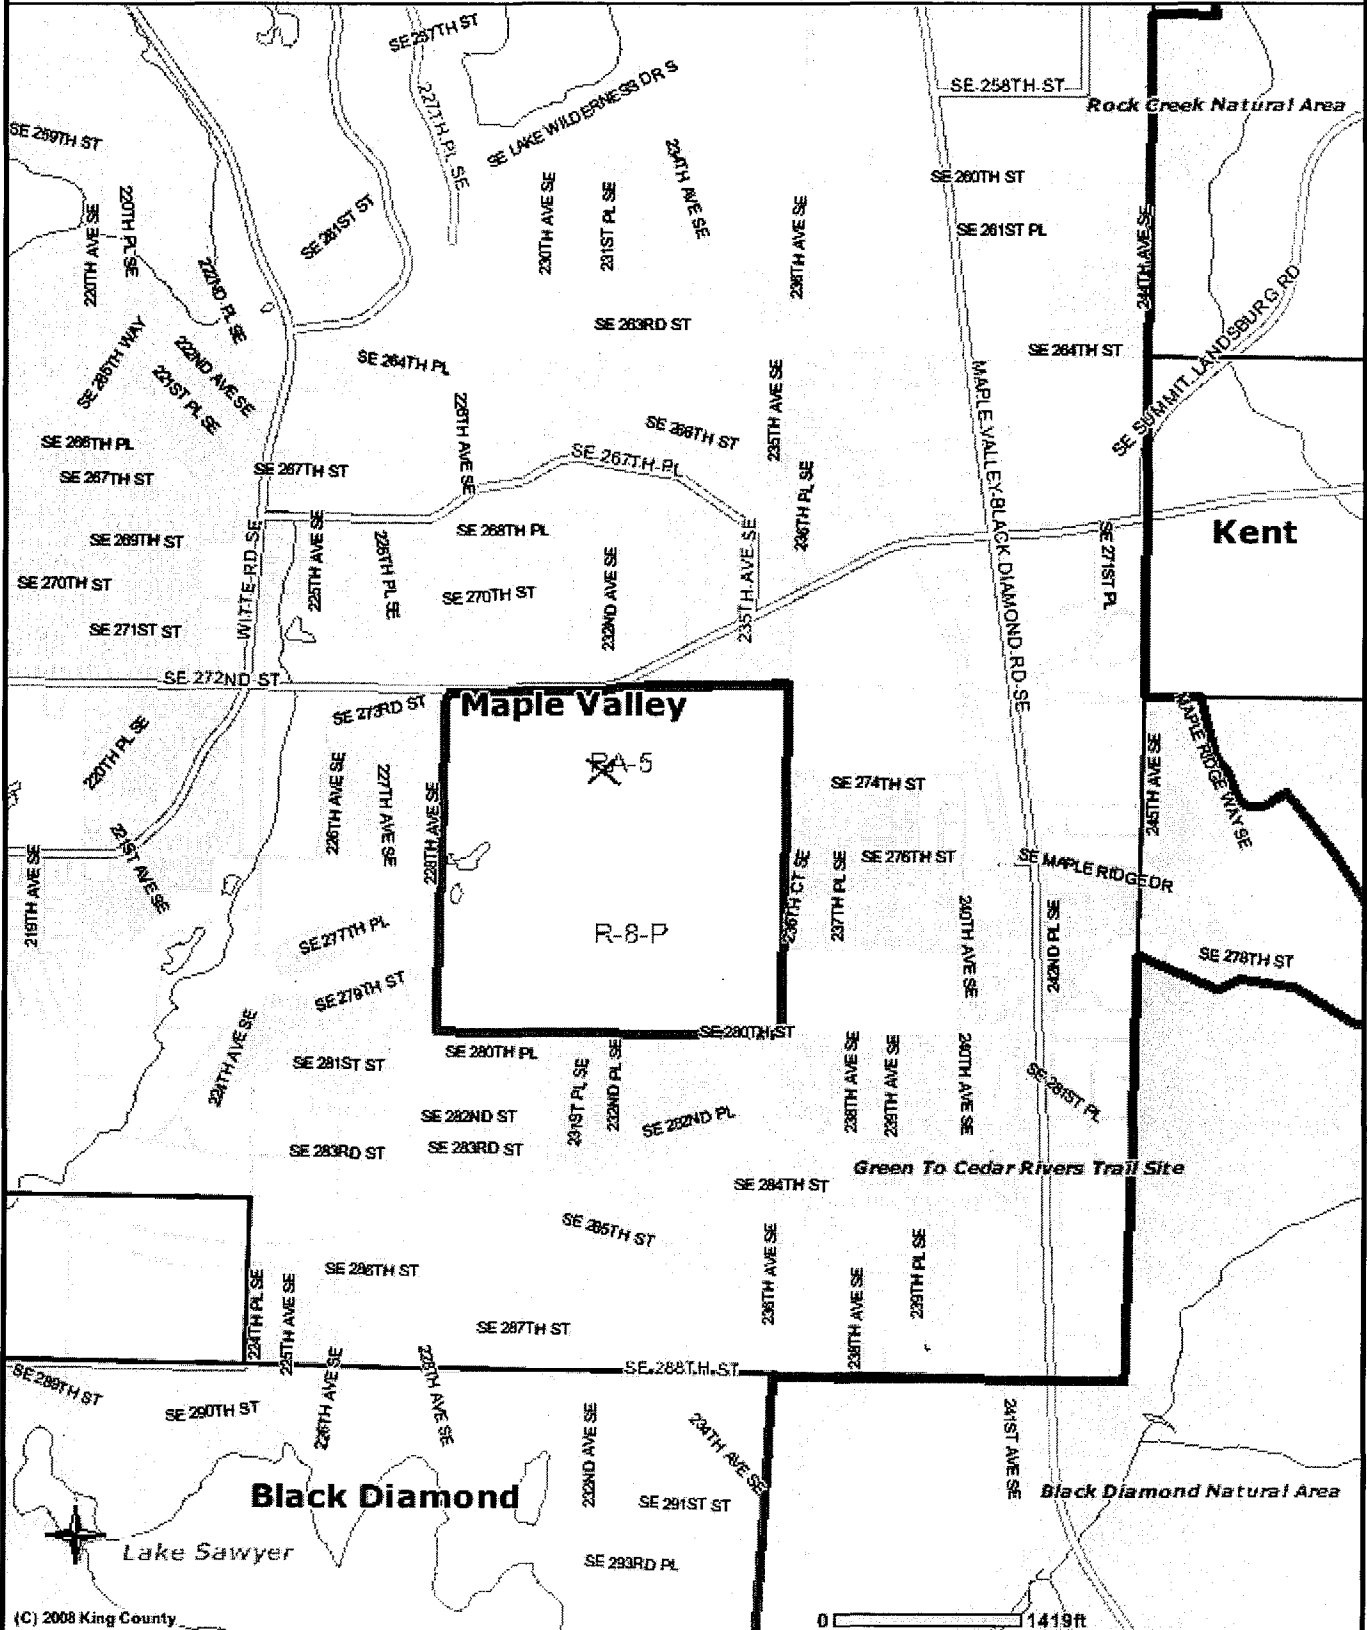 SE 257TH ST
SE 258TH ST
Rock Creek Natural Area
227TH PL SE
SE LAKE WILDERNESS DR S
SE 259TH ST
234TH AVE SE
SE 260TH ST
220TH AVE SE
220TH PL SE
SE 261ST ST
230TH AVE SE
231ST PL SE
236TH AVE SE
SE 261ST PL
244TH AVE SE
222ND PL SE
SE SUMMIT LANDSBURG RD
SE 263RD ST
SE 265TH WAY
222ND AVE SE
221ST PL SE
SE 264TH PL
SE 264TH ST
228TH AVE SE
235TH AVE SE
MAPLE VALLEY-BLACK DIAMOND RD SE
SE 266TH PL
SE 266TH ST
SE 267TH ST
SE 267TH ST
SE 267TH PL
236TH PL SE
SE 269TH ST
WITTE RD SE
225TH AVE SE
226TH PL SE
SE 268TH PL
232ND AVE SE
235TH AVE SE
SE 271ST PL
Kent
SE 270TH ST
SE 270TH ST
SE 271ST ST
SE 272ND ST
SE 273RD ST
Maple Valley
MAPLE RIDGE WAY SE
220TH PL SE
226TH AVE SE
227TH AVE SE
228TH AVE SE
RA-5
SE 274TH ST
245TH AVE SE
219TH AVE SE
221ST AVE SE
236TH CT SE
237TH PL SE
SE 276TH ST
SE MAPLE RIDGE DR
SE 277TH PL
R-8-P
240TH AVE SE
242ND PL SE
SE 278TH ST
SE 279TH ST
224TH AVE SE
SE 280TH ST
SE 281ST ST
SE 280TH PL
231ST PL SE
232ND PL SE
238TH AVE SE
239TH AVE SE
240TH AVE SE
SE 281ST PL
SE 282ND ST
SE 282ND PL
SE 283RD ST
SE 283RD ST
Green To Cedar Rivers Trail Site
SE 284TH ST
SE 285TH ST
224TH PL SE
225TH AVE SE
SE 286TH ST
236TH AVE SE
238TH AVE SE
239TH PL SE
SE 287TH ST
SE 288TH ST
SE 289TH ST
SE 290TH ST
226TH AVE SE
228TH AVE SE
232ND AVE SE
234TH AVE SE
241ST AVE SE
Black Diamond
SE 291ST ST
Black Diamond Natural Area
Lake Sawyer
SE 293RD PL
(C) 2008 King County
0
1419ft